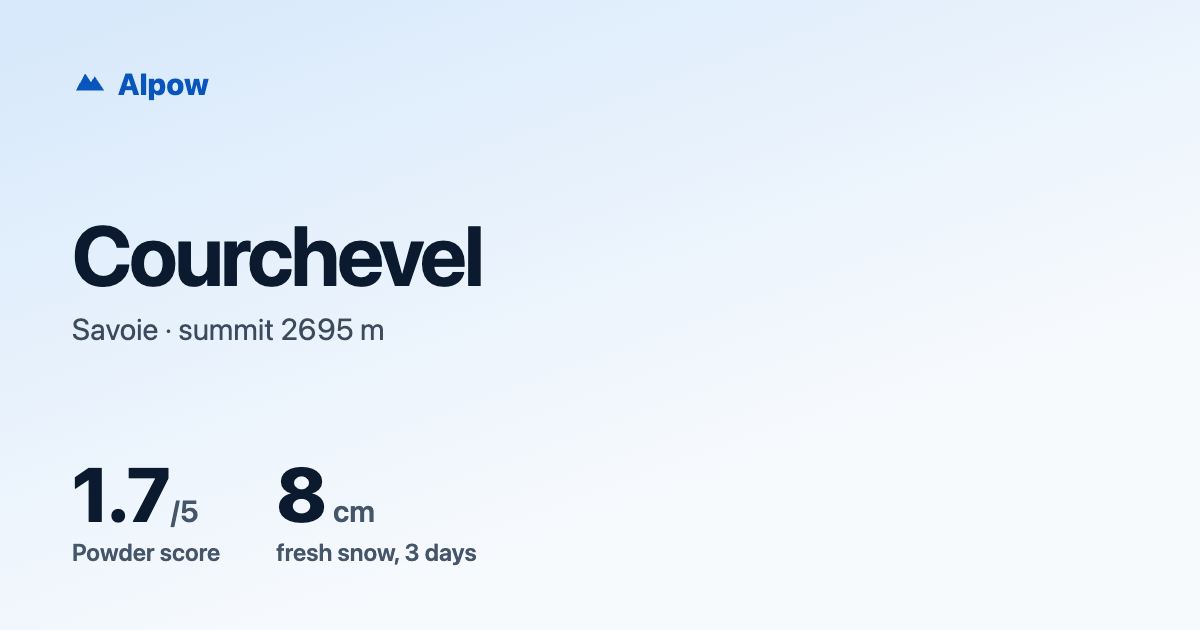 Alpow
Courchevel
Savoie · summit 2695 m
1.7/5 8 cm
Powder score fresh snow, 3 days